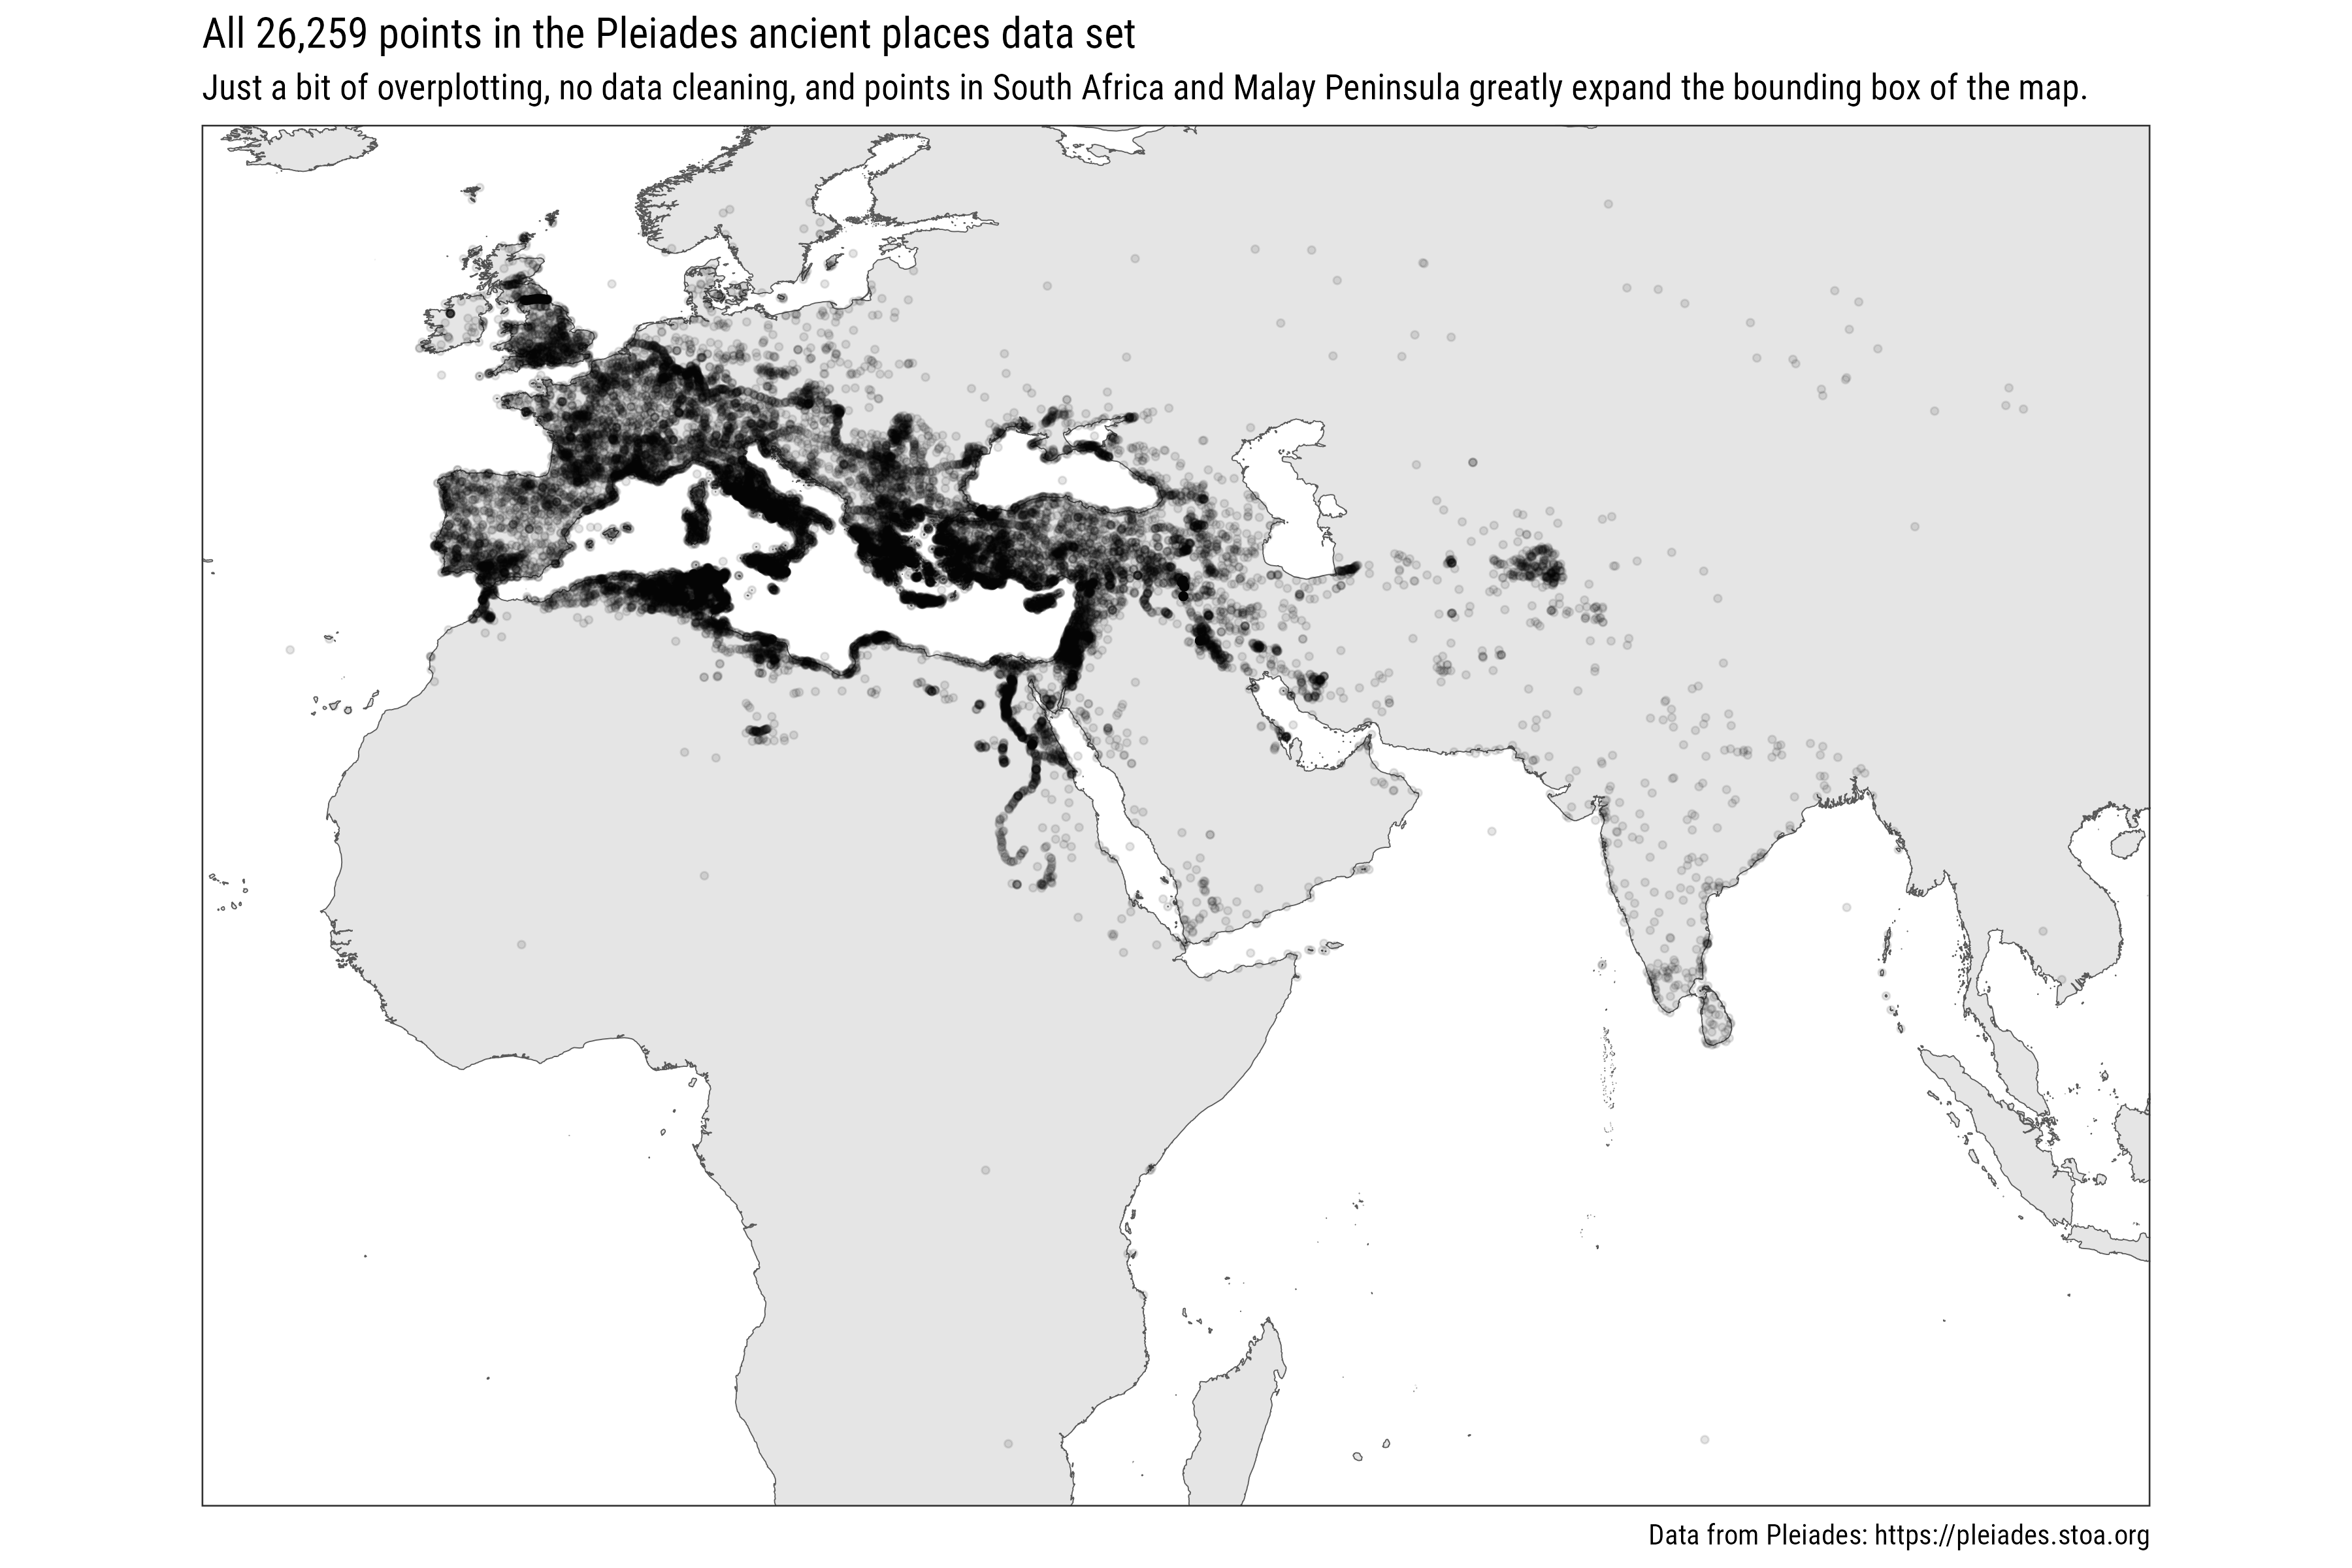 All 26,259 points in the Pleiades ancient places data set
Just a bit of overplotting, no data cleaning, and points in South Africa and Malay Peninsula greatly expand the bounding box of the map.
Data from Pleiades: https://pleiades.stoa.org